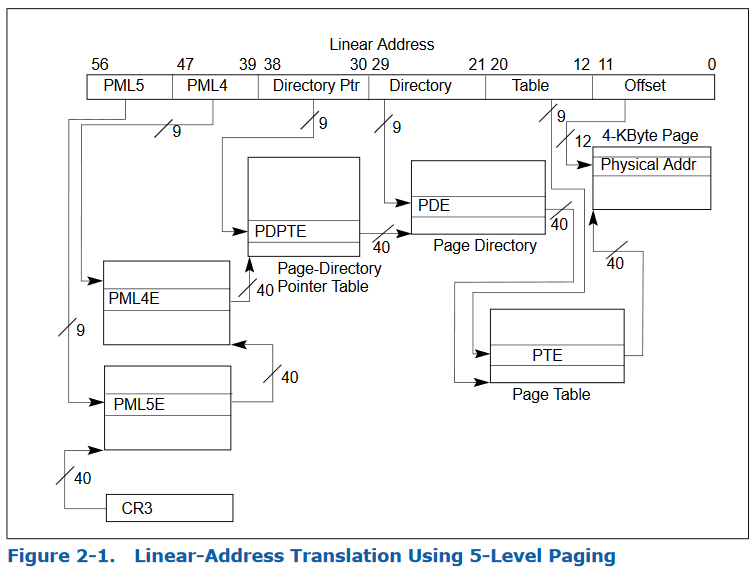 Linear Address
56 47 39 38 30 29 21 20 12 11 0
PML5 PML4 Directory Ptr Directory Table Offset
9 9 9 9 12 4-KByte Page
Physical Addr
PDE
PDPTE
40 40 40
Page Directory
Page-Directory
Pointer Table
40
PML4E
9
PTE
40
Page Table
PML5E
40
CR3
Figure 2-1. Linear-Address Translation Using 5-Level Paging